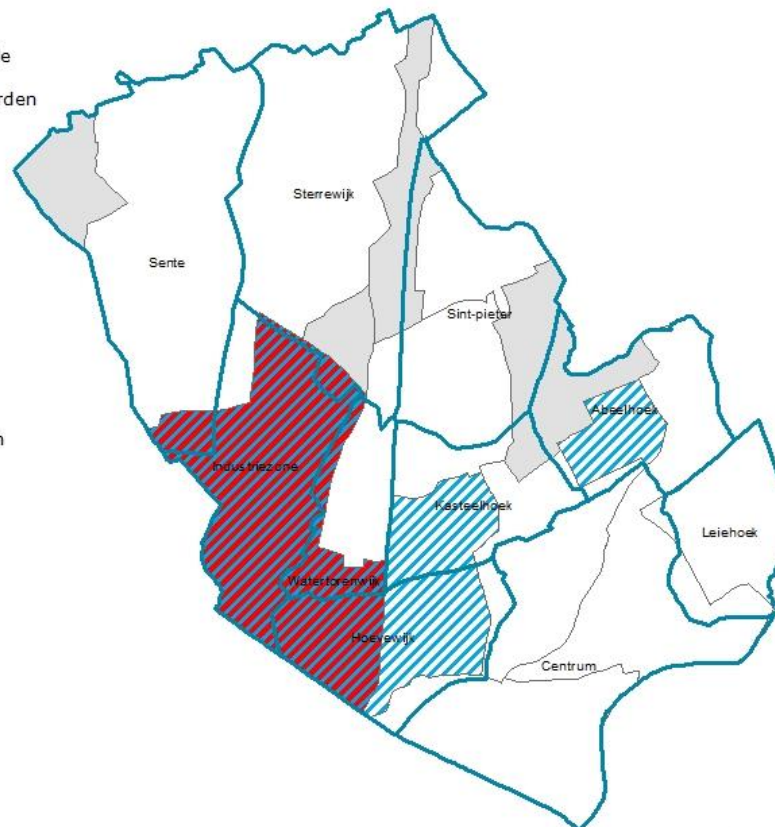 e
rden
Sterrewijk
Sente
Sint-pieter
Abeelhoek
n
Industriezone
Kasteelhoek
Leiehoek
Watertorenwijk
Hoevewijk
Centrum